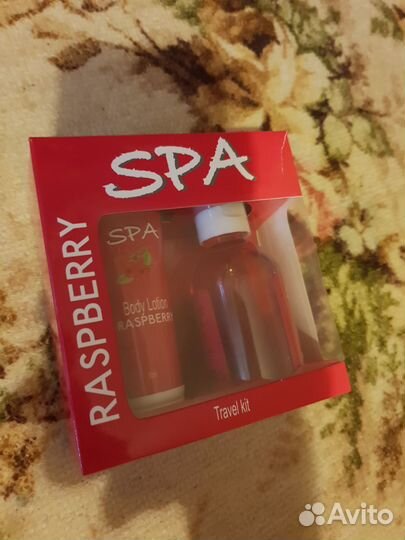 SPA
RASPBERRY
SPA
Body Lotion
RASPBERRY
Travel kit
Avito